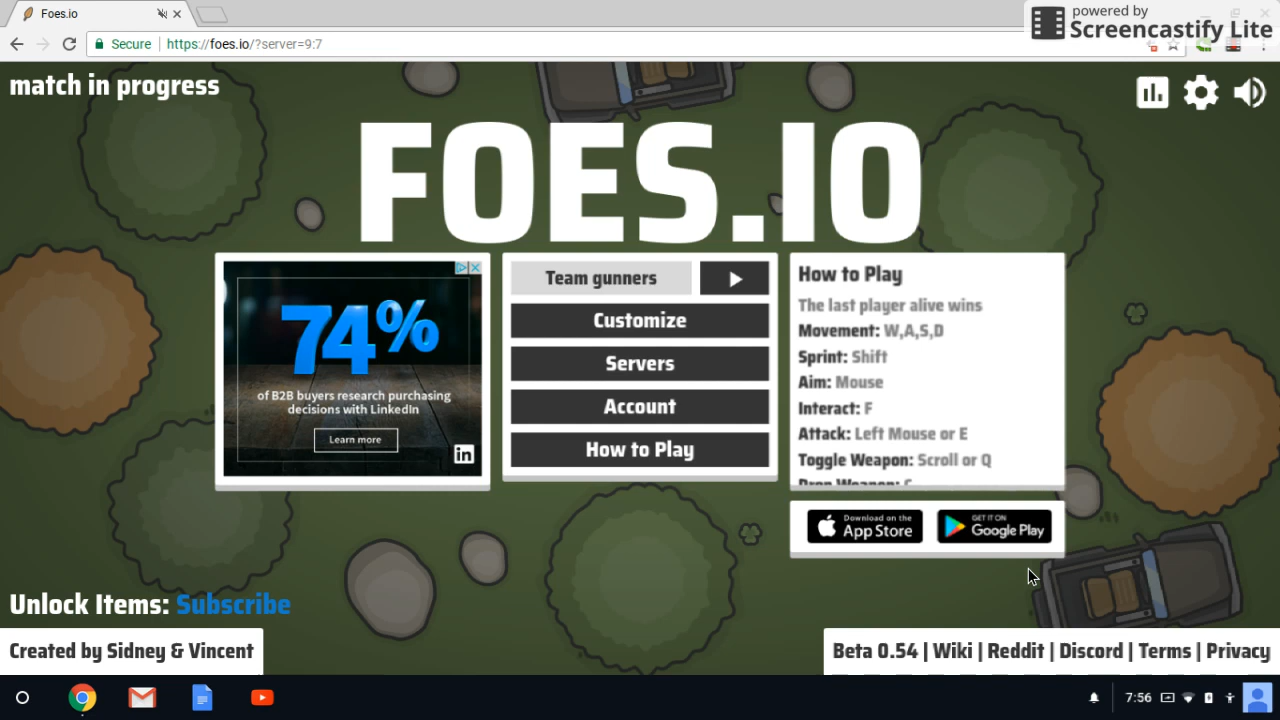 Foes.io
powered by
Screencastify Lite
Secure https://foes.io/?server=9:7
match in progress
FOES.IO
74%
of B2B buyers research purchasing
decisions with LinkedIn
Learn more
in
Team gunners
Customize
Servers
Account
How to Play
How to Play
The last player alive wins
Movement: W,A,S,D
Sprint: Shift
Aim: Mouse
Interact: F
Attack: Left Mouse or E
Toggle Weapon: Scroll or Q
Drop Weapon:
Download on the
App Store
GET IT ON
Google Play
Unlock Items: Subscribe
Created by Sidney & Vincent
Beta 0.54 | Wiki | Reddit | Discord | Terms | Privacy
7:56